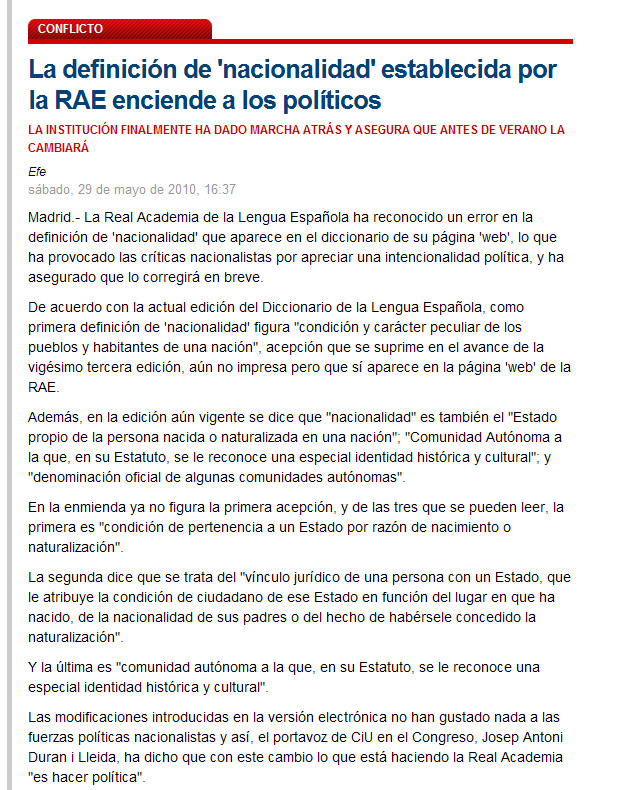 CONFLICTO
La definición de 'nacionalidad' establecida por
la RAE enciende a los políticos
LA INSTITUCIÓN FINALMENTE HA DADO MARCHA ATRÁS Y ASEGURA QUE ANTES DE VERANO LA
CAMBIARÁ
Efe
sábado, 29 de mayo de 2010, 16:37
Madrid.- La Real Academia de la Lengua Española ha reconocido un error en la
definición de 'nacionalidad' que aparece en el diccionario de su página 'web', lo que
ha provocado las críticas nacionalistas por apreciar una intencionalidad política, y ha
asegurado que lo corregirá en breve.
De acuerdo con la actual edición del Diccionario de la Lengua Española, como
primera definición de 'nacionalidad' figura "condición y carácter peculiar de los
pueblos y habitantes de una nación", acepción que se suprime en el avance de la
vigésimo tercera edición, aún no impresa pero que sí aparece en la página 'web' de la
RAE.
Además, en la edición aún vigente se dice que "nacionalidad" es también el "Estado
propio de la persona nacida o naturalizada en una nación"; "Comunidad Autónoma a
la que, en su Estatuto, se le reconoce una especial identidad histórica y cultural"; y
"denominación oficial de algunas comunidades autónomas".
En la enmienda ya no figura la primera acepción, y de las tres que se pueden leer, la
primera es "condición de pertenencia a un Estado por razón de nacimiento o
naturalización".
La segunda dice que se trata del "vínculo jurídico de una persona con un Estado, que
le atribuye la condición de ciudadano de ese Estado en función del lugar en que ha
nacido, de la nacionalidad de sus padres o del hecho de habérsele concedido la
naturalización".
Y la última es "comunidad autónoma a la que, en su Estatuto, se le reconoce una
especial identidad histórica y cultural".
Las modificaciones introducidas en la versión electrónica no han gustado nada a las
fuerzas políticas nacionalistas y así, el portavoz de CiU en el Congreso, Josep Antoni
Duran i Lleida, ha dicho que con este cambio lo que está haciendo la Real Academia
"es hacer política".